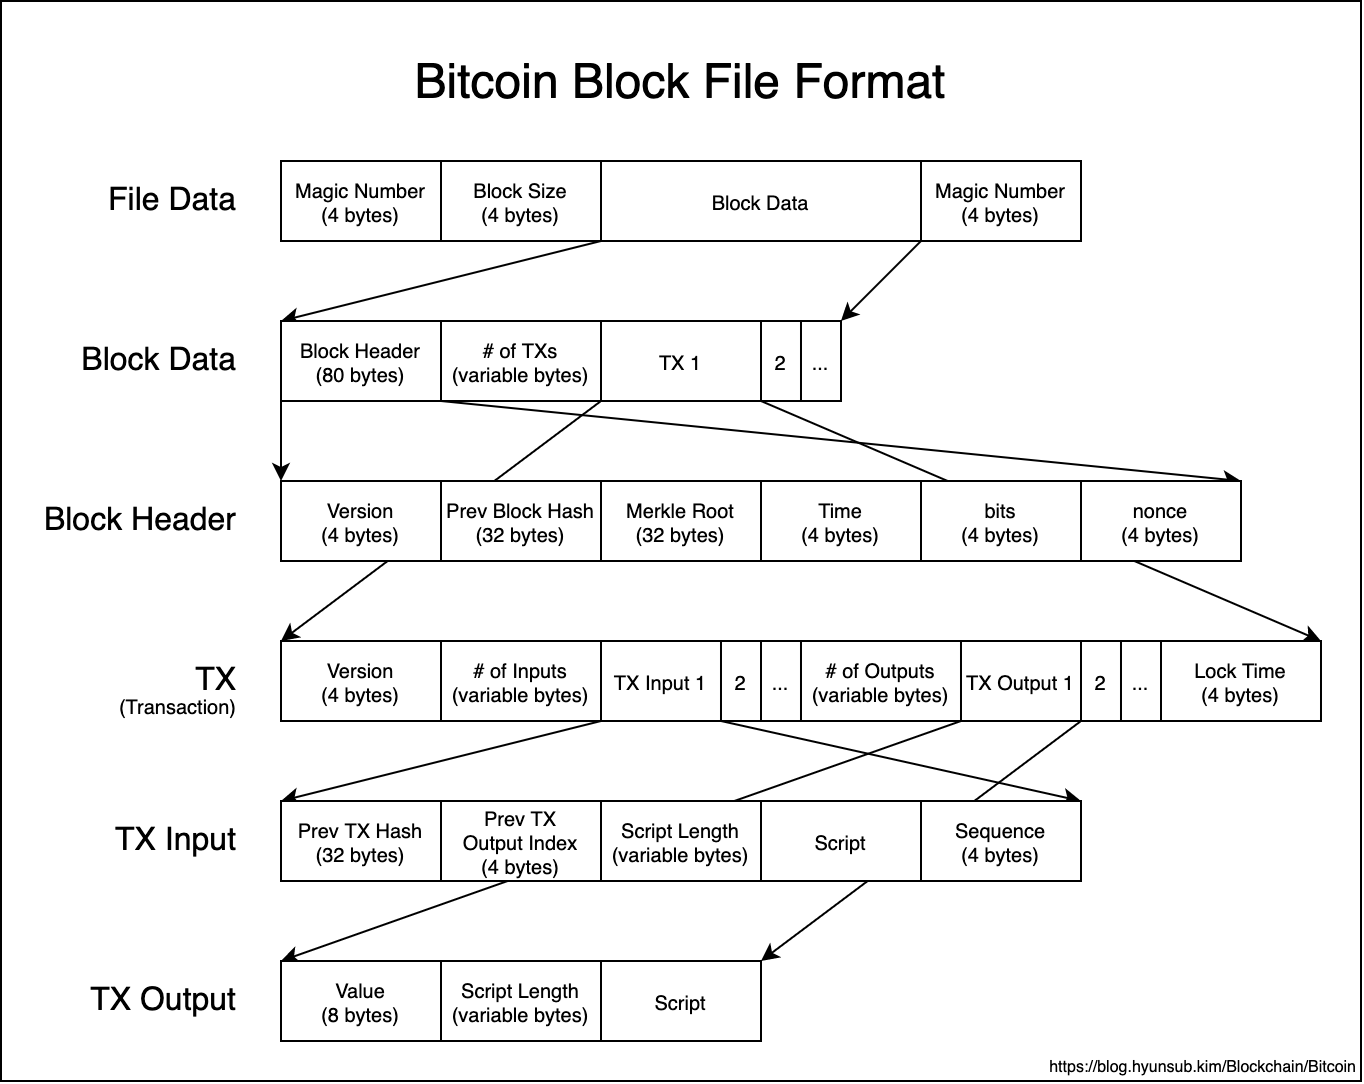 Bitcoin Block File Format
File Data
Magic Number
(4 bytes)
Block Size
(4 bytes)
Block Data
Magic Number
(4 bytes)
Block Data
Block Header
(80 bytes)
# of TXs
(variable bytes)
TX 1
2
...
Block Header
Version
(4 bytes)
Prev Block Hash
(32 bytes)
Merkle Root
(32 bytes)
Time
(4 bytes)
bits
(4 bytes)
nonce
(4 bytes)
TX
(Transaction)
Version
(4 bytes)
# of Inputs
(variable bytes)
TX Input 1
2
...
# of Outputs
(variable bytes)
TX Output 1
2
...
Lock Time
(4 bytes)
TX Input
Prev TX Hash
(32 bytes)
Prev TX
Output Index
(4 bytes)
Script Length
(variable bytes)
Script
Sequence
(4 bytes)
TX Output
Value
(8 bytes)
Script Length
(variable bytes)
Script
https://blog.hyunsub.kim/Blockchain/Bitcoin